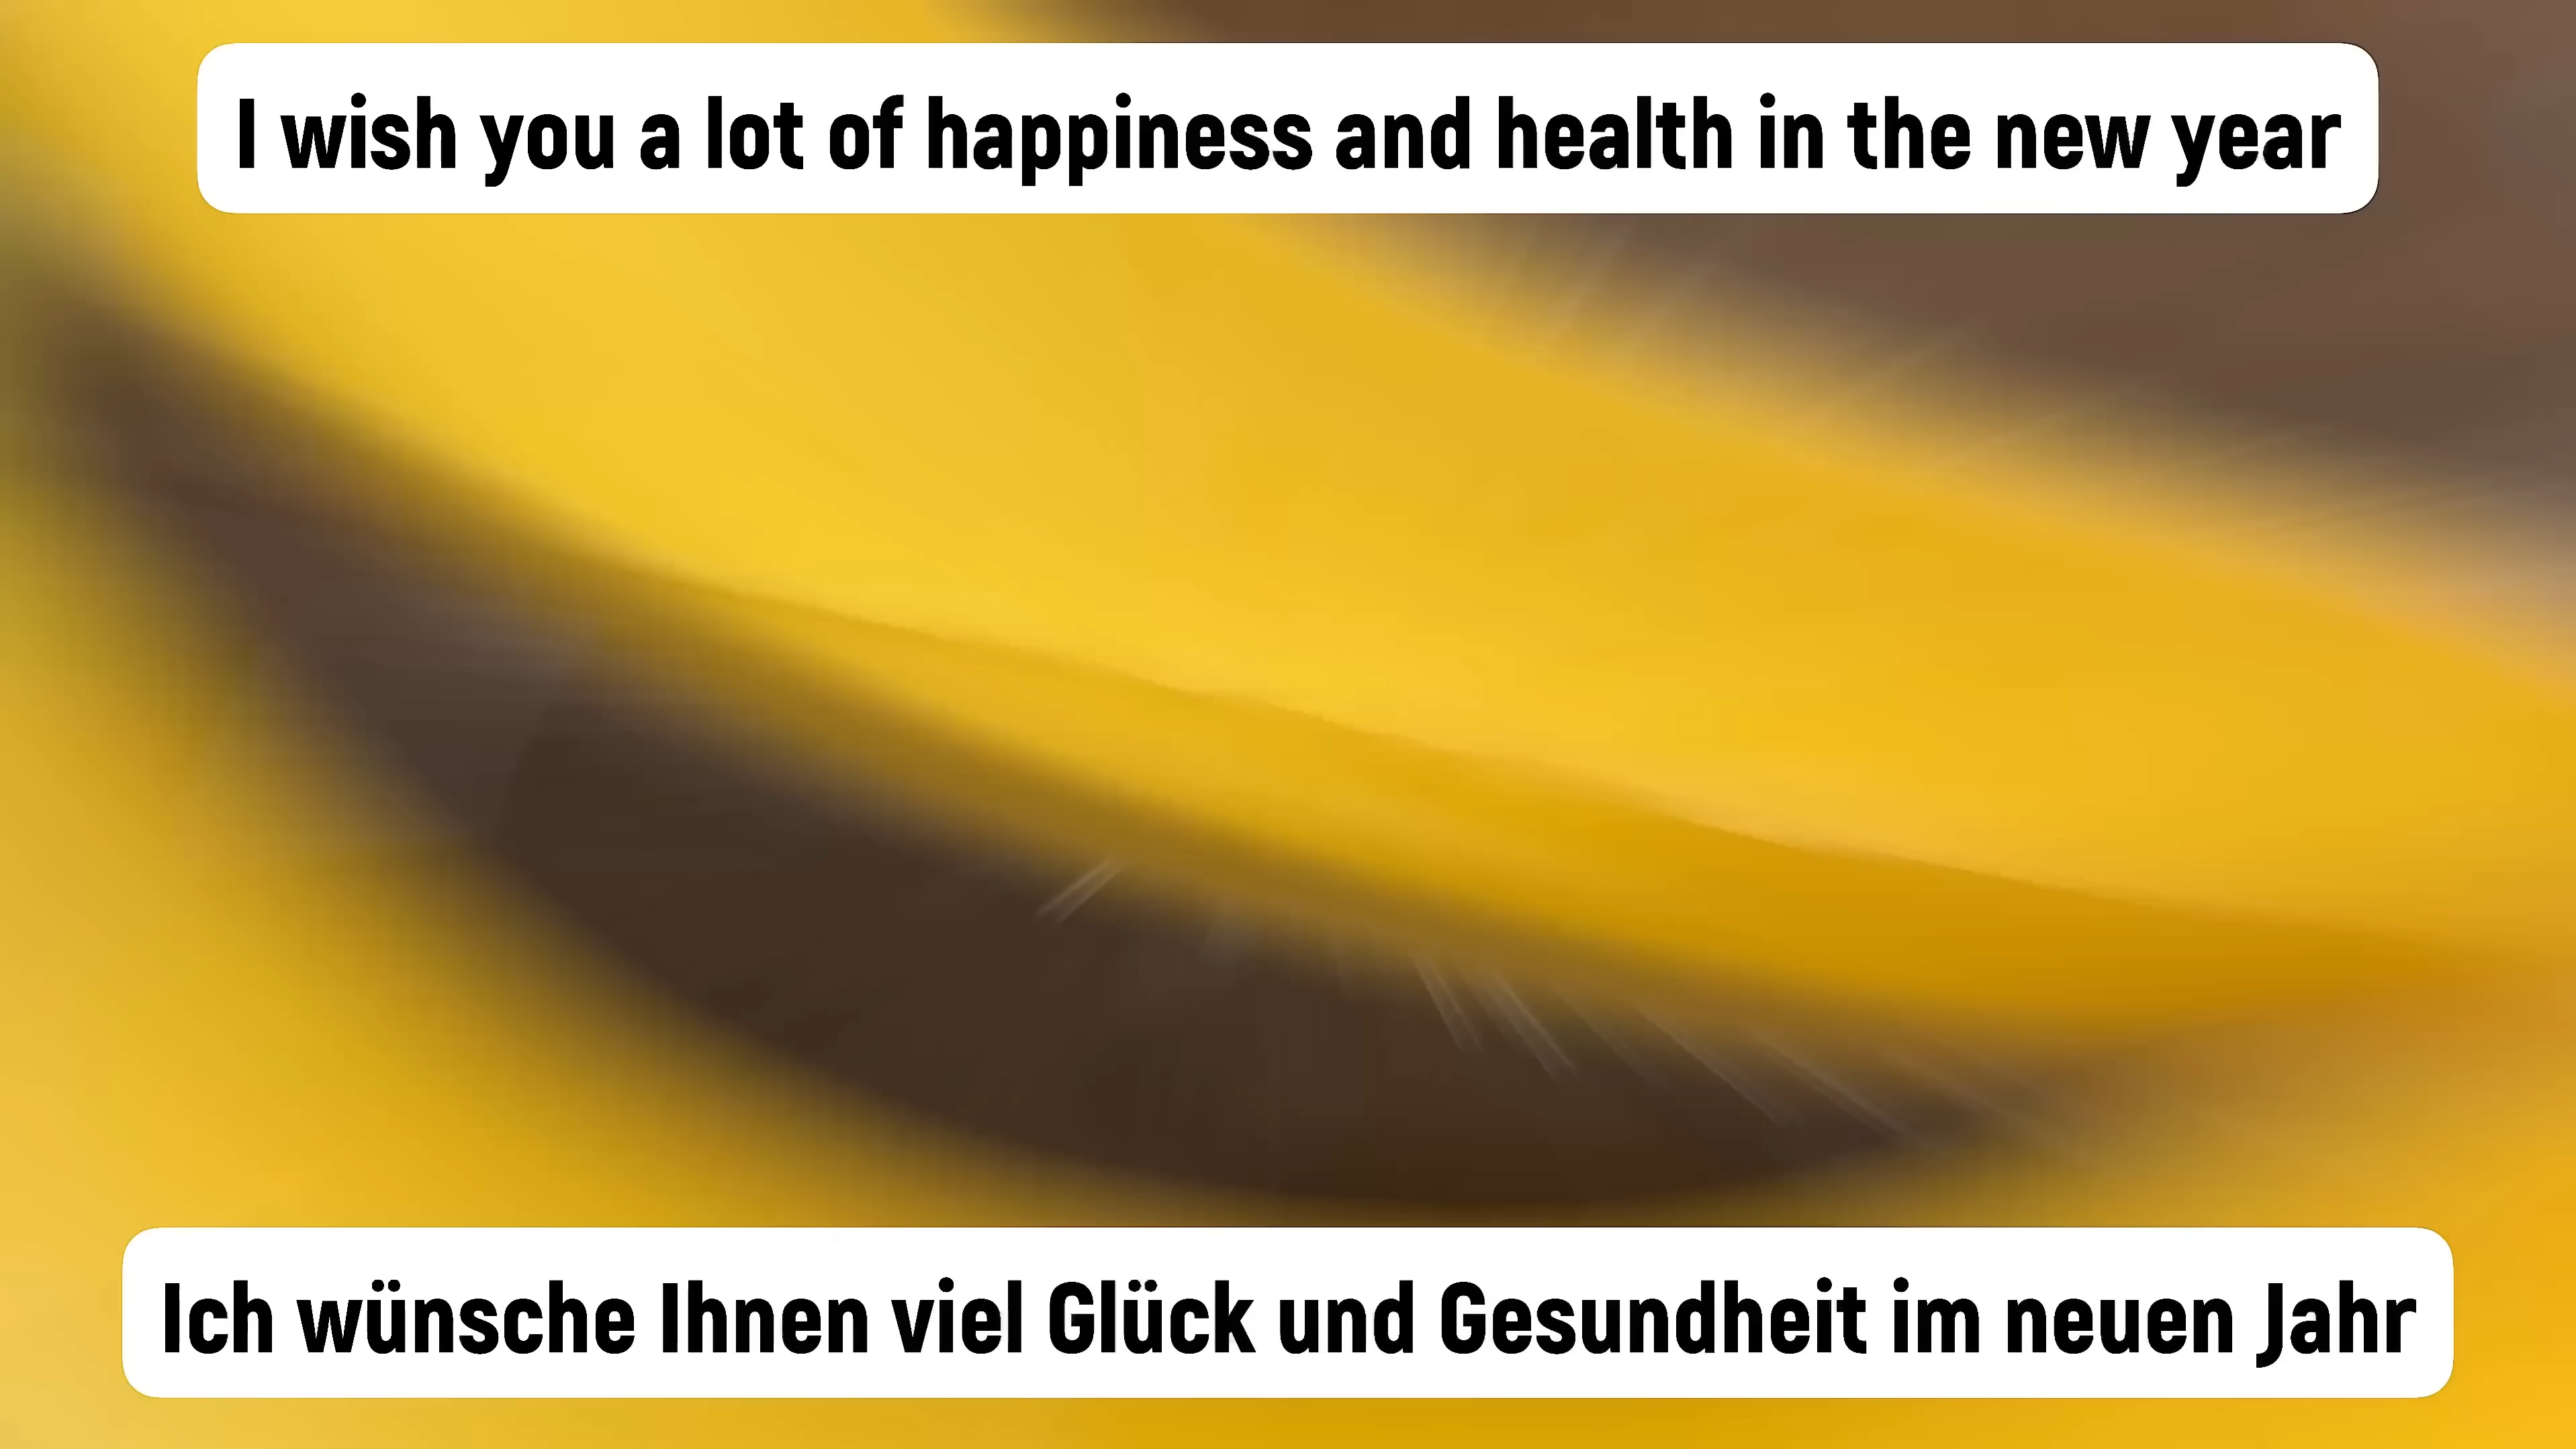 I wish you a lot of happiness and health in the new year
Ich wünsche Ihnen viel Glück und Gesundheit im neuen Jahr